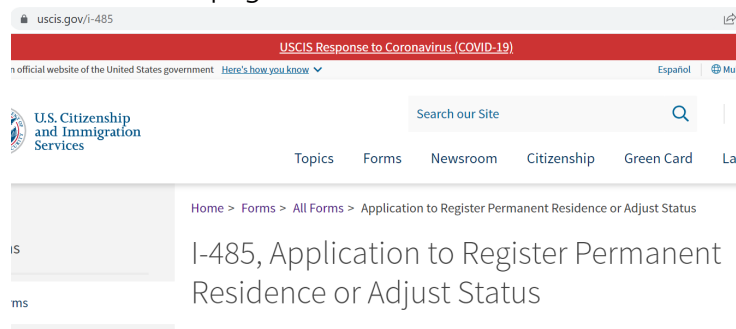 uscis.gov/i-485
USCIS Response to Coronavirus (COVID-19)
official website of the United States government Here's how you know
Español
U.S. Citizenship
and Immigration
Services
Search our Site
Topics Forms Newsroom Citizenship Green Card
Home > Forms > All Forms > Application to Register Permanent Residence or Adjust Status
I-485, Application to Register Permanent
Residence or Adjust Status